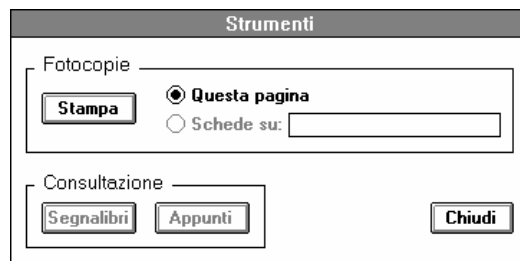 Strumenti
Fotocopie
Stampa
Questa pagina
Schede su:
Consultazione
Segnalibri
Appunti
Chiudi